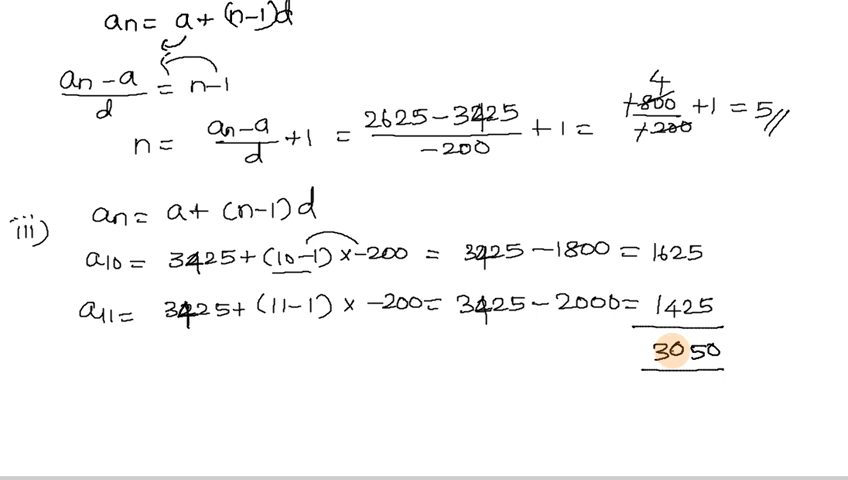 an = a + (n-1)d
an - a / d = n-1
n = an - a / d + 1 = 2625 - 3425 / -200 + 1 = -800 / -200 4 + 1 = 5//
iii) an = a + (n-1)d
a10 = 3425 + (10-1) × -200 = 3425 - 1800 = 1625
a11 = 3425 + (11-1) × -200 = 3425 - 2000 = 1425
3050